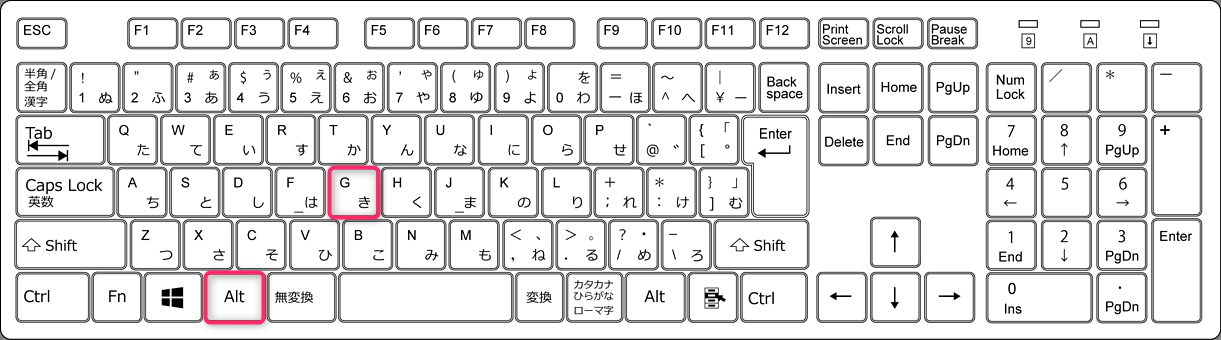 ESC F1 F2 F3 F4 F5 F6 F7 F8 F9 F10 F11 F12 Print Screen Scroll Lock Pause Break 9 A ↓
半角/全角 漢字 ! 1 ぬ " 2 ふ # ぁ 3 あ $ ぅ 4 う % ぇ 5 え & ぉ 6 お ' ゃ 7 や ( ゅ 8 ゆ ) ょ 9 よ を 0 わ = ー ほ ~ ^ へ | ¥ ー Back space Insert Home PgUp Num Lock / * −
Tab Q た W て E い R す T か Y ん U な I に O ら P せ ` @ ゛ { 「 [ ゜ Enter Delete End PgDn 7 Home 8 ↑ 9 PgUp +
Caps Lock 英数 A ち S と D し F _は G き H く J _ま K の L り + ; れ * : け } 」 ] む 4 ← 5 6 →
Shift Z つ X さ C そ V ひ B こ N み M も < 、 , ね > 。 . る ? ・ / め _ \ ろ Shift ↑ 1 End 2 ↓ 3 PgDn Enter
Ctrl Fn Alt 無変換 変換 カタカナ ひらがな ローマ字 Alt Ctrl ← ↓ → 0 Ins . PgDn